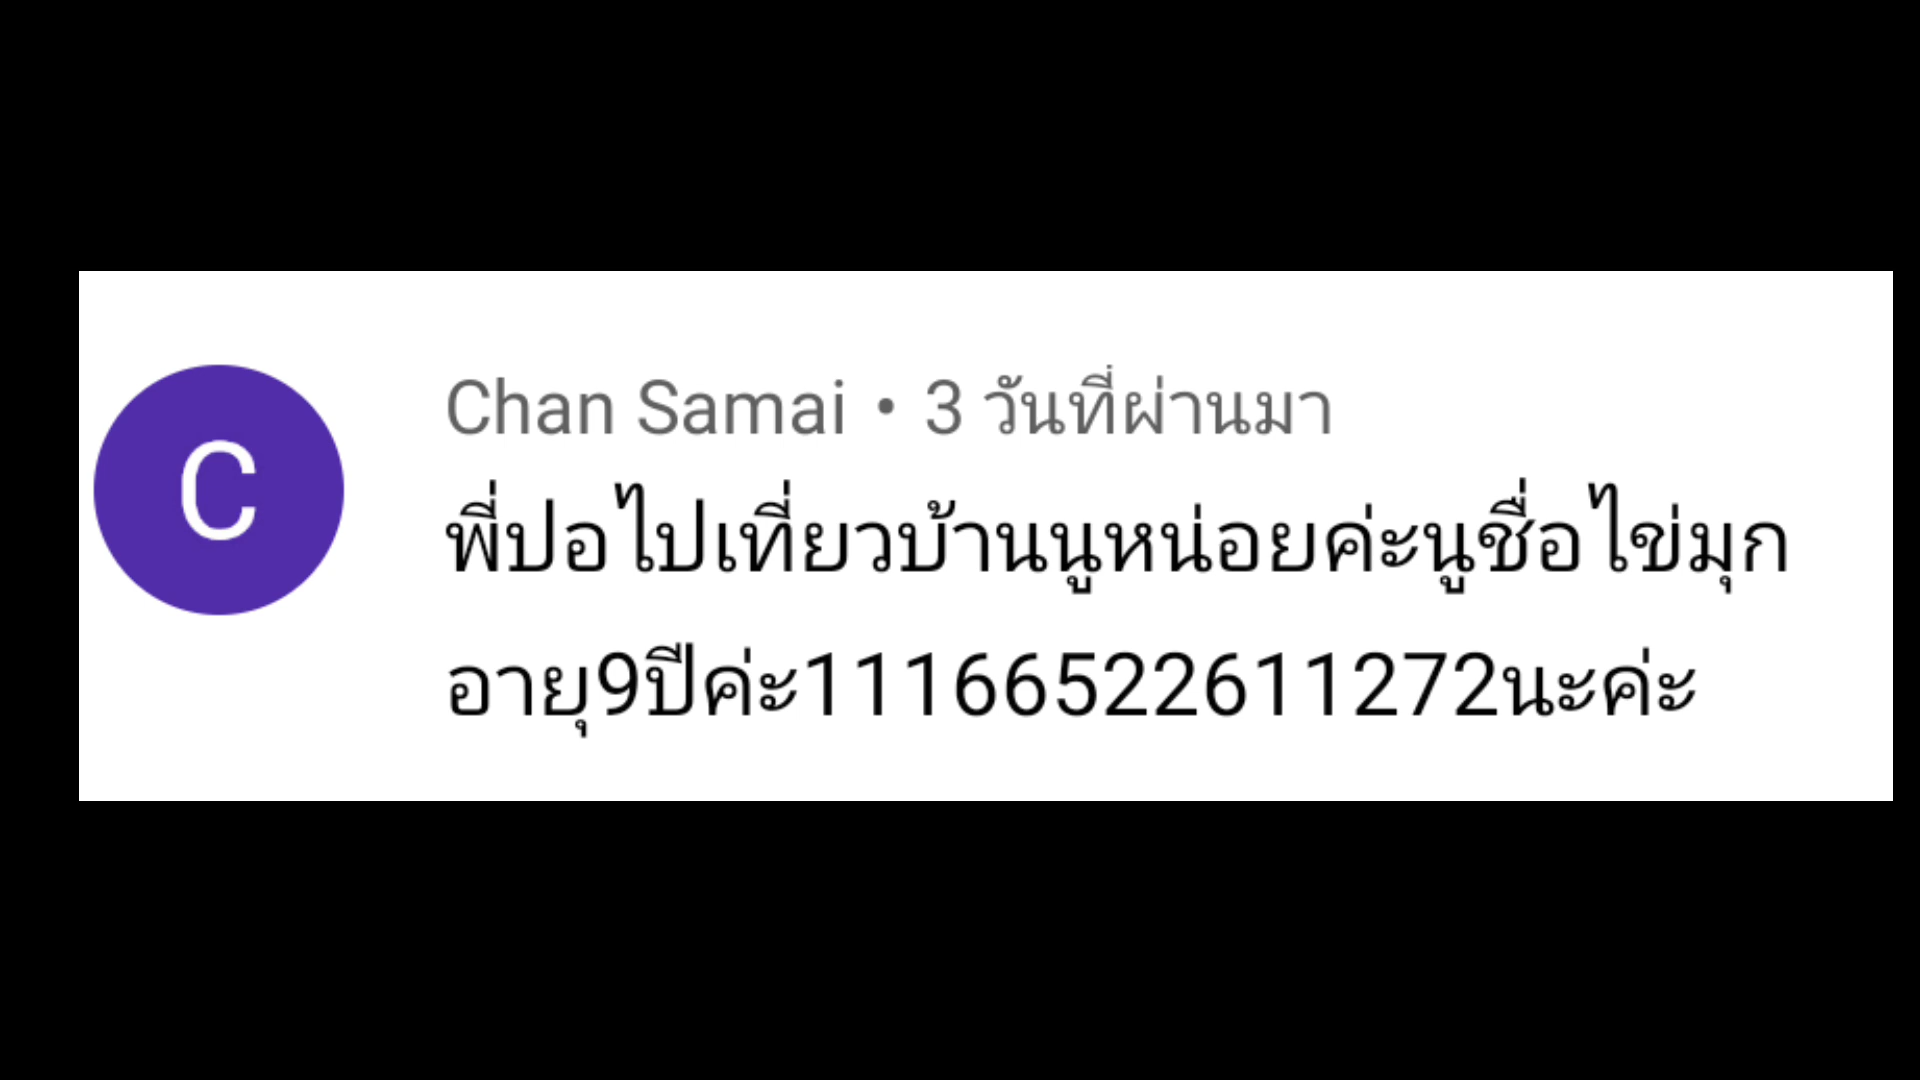 C
Chan Samai • 3 วันที่ผ่านมา
พี่ปอไปเที่ยวบ้านนูหน่อยค่ะนูชื่อไข่มุก
อายุ9ปีค่ะ11166522611272นะค่ะ